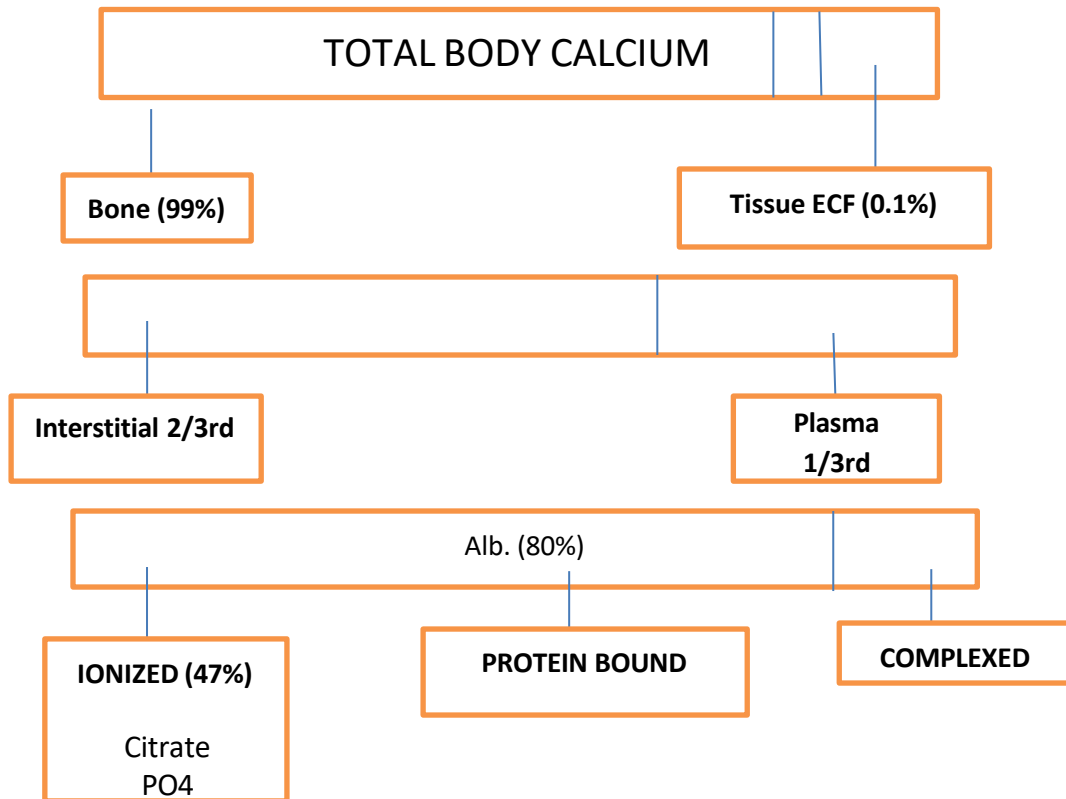 TOTAL BODY CALCIUM
Bone (99%)
Tissue ECF (0.1%)
Interstitial 2/3rd
Plasma
1/3rd
Alb. (80%)
IONIZED (47%)
Citrate
PO4
PROTEIN BOUND
COMPLEXED